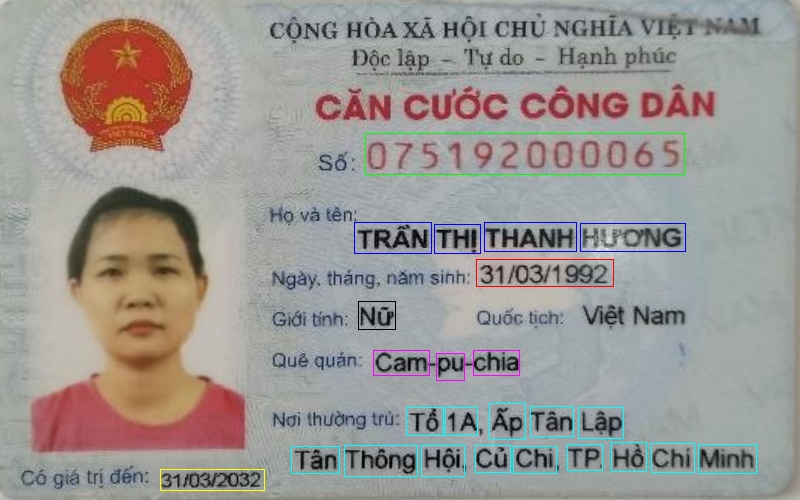 CỘNG HÒA XÃ HỘI CHỦ NGHĨA VIỆT NAM
Độc lập – Tự do – Hạnh phúc
CĂN CƯỚC CÔNG DÂN
Số: 075192000065
Họ và tên:
TRẦN THỊ THANH HƯƠNG
Ngày, tháng, năm sinh: 31/03/1992
Giới tính: Nữ Quốc tịch: Việt Nam
Quê quán: Cam-pu-chia
Nơi thường trú: Tổ 1A, Ấp Tân Lập
Tân Thông Hội, Củ Chi, TP. Hồ Chí Minh
Có giá trị đến: 31/03/2032